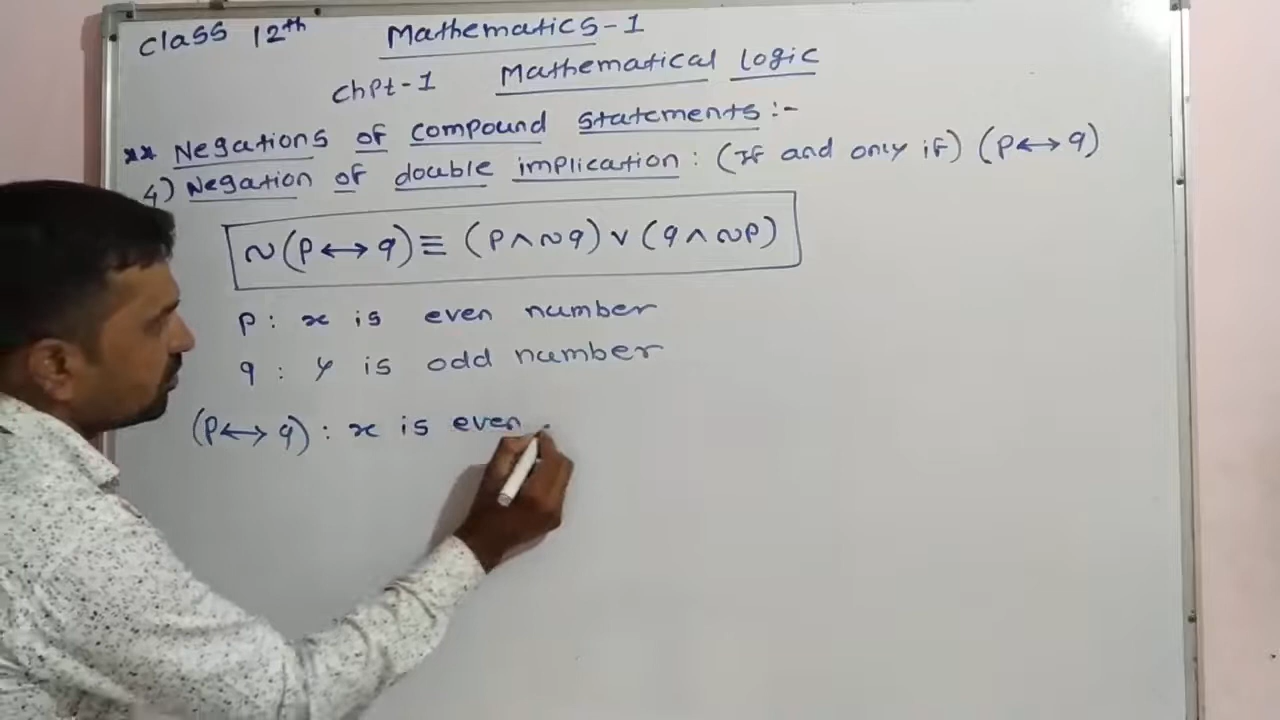 Class 12th Mathematics-1
Chpt-1 Mathematical Logic
** Negations of compound statements :-
4) Negation of double implication : (If and only if) (p↔q)
~(p↔q) ≡ (p∧~q) ∨ (q∧~p)
p : x is even number
q : y is odd number
(p↔q) : x is even